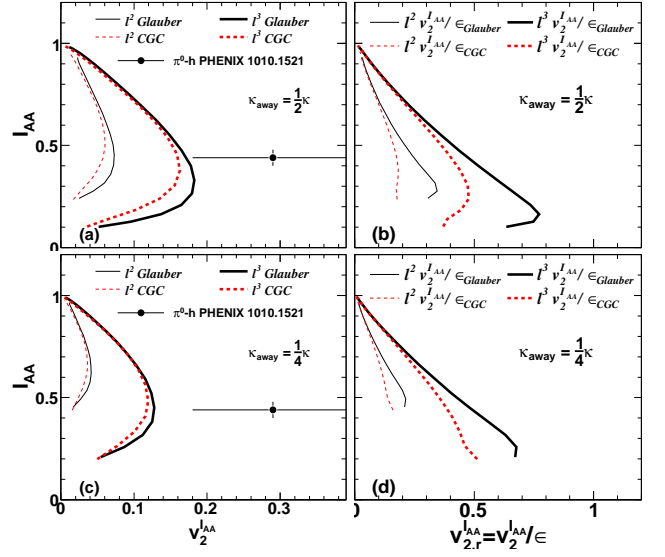 l² Glauber l³ Glauber
l² CGC l³ CGC
π⁰-h PHENIX 1010.1521
κ_away = 1/2 κ
I_AA
1
0.5
0
(a)
l² v₂^{I_AA}/ ∈_Glauber l³ v₂^{I_AA}/ ∈_Glauber
l² v₂^{I_AA}/ ∈_CGC l³ v₂^{I_AA}/ ∈_CGC
κ_away = 1/2 κ
(b)
l² Glauber l³ Glauber
l² CGC l³ CGC
π⁰-h PHENIX 1010.1521
κ_away = 1/4 κ
I_AA
1
0.5
0
(c)
0 0.1 0.2 0.3
v₂^{I_AA}
l² v₂^{I_AA}/ ∈_Glauber l³ v₂^{I_AA}/ ∈_Glauber
l² v₂^{I_AA}/ ∈_CGC l³ v₂^{I_AA}/ ∈_CGC
κ_away = 1/4 κ
(d)
0 0.5 1
v_{2,r}^{I_AA}=v₂^{I_AA}/∈